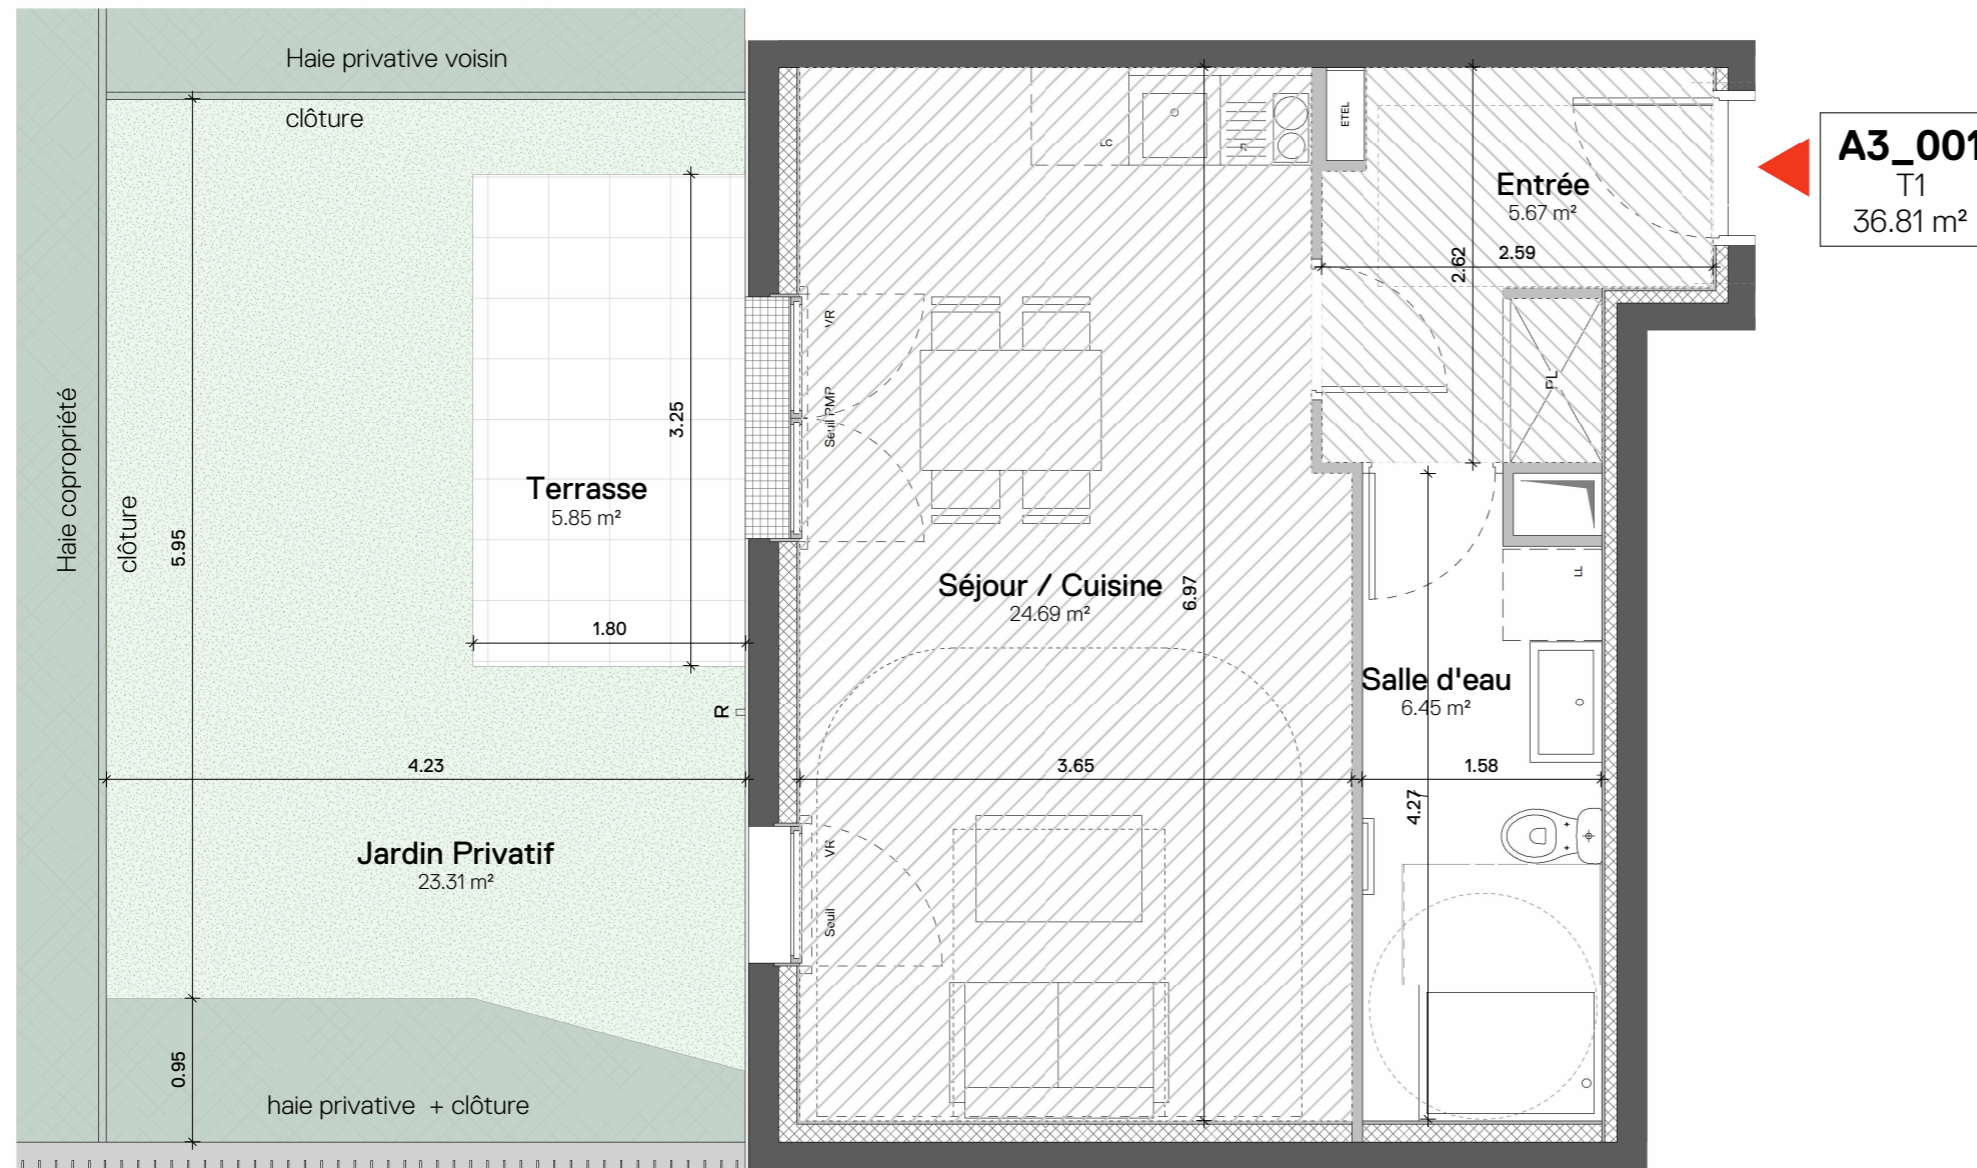 Haie privative voisin
clôture
Haie copropriété
clôture
5.95
0.95
3.25
Terrasse
5.85 m²
1.80
R
4.23
Jardin Privatif
23.31 m²
haie privative + clôture
VR
Seuil PMP
VR
Seuil
LC
Séjour / Cuisine
24.69 m²
6.97
3.65
ETEL
Entrée
5.67 m²
2.62
2.59
PL
LL
Salle d'eau
6.45 m²
1.58
4.27
A3_001
T1
36.81 m²